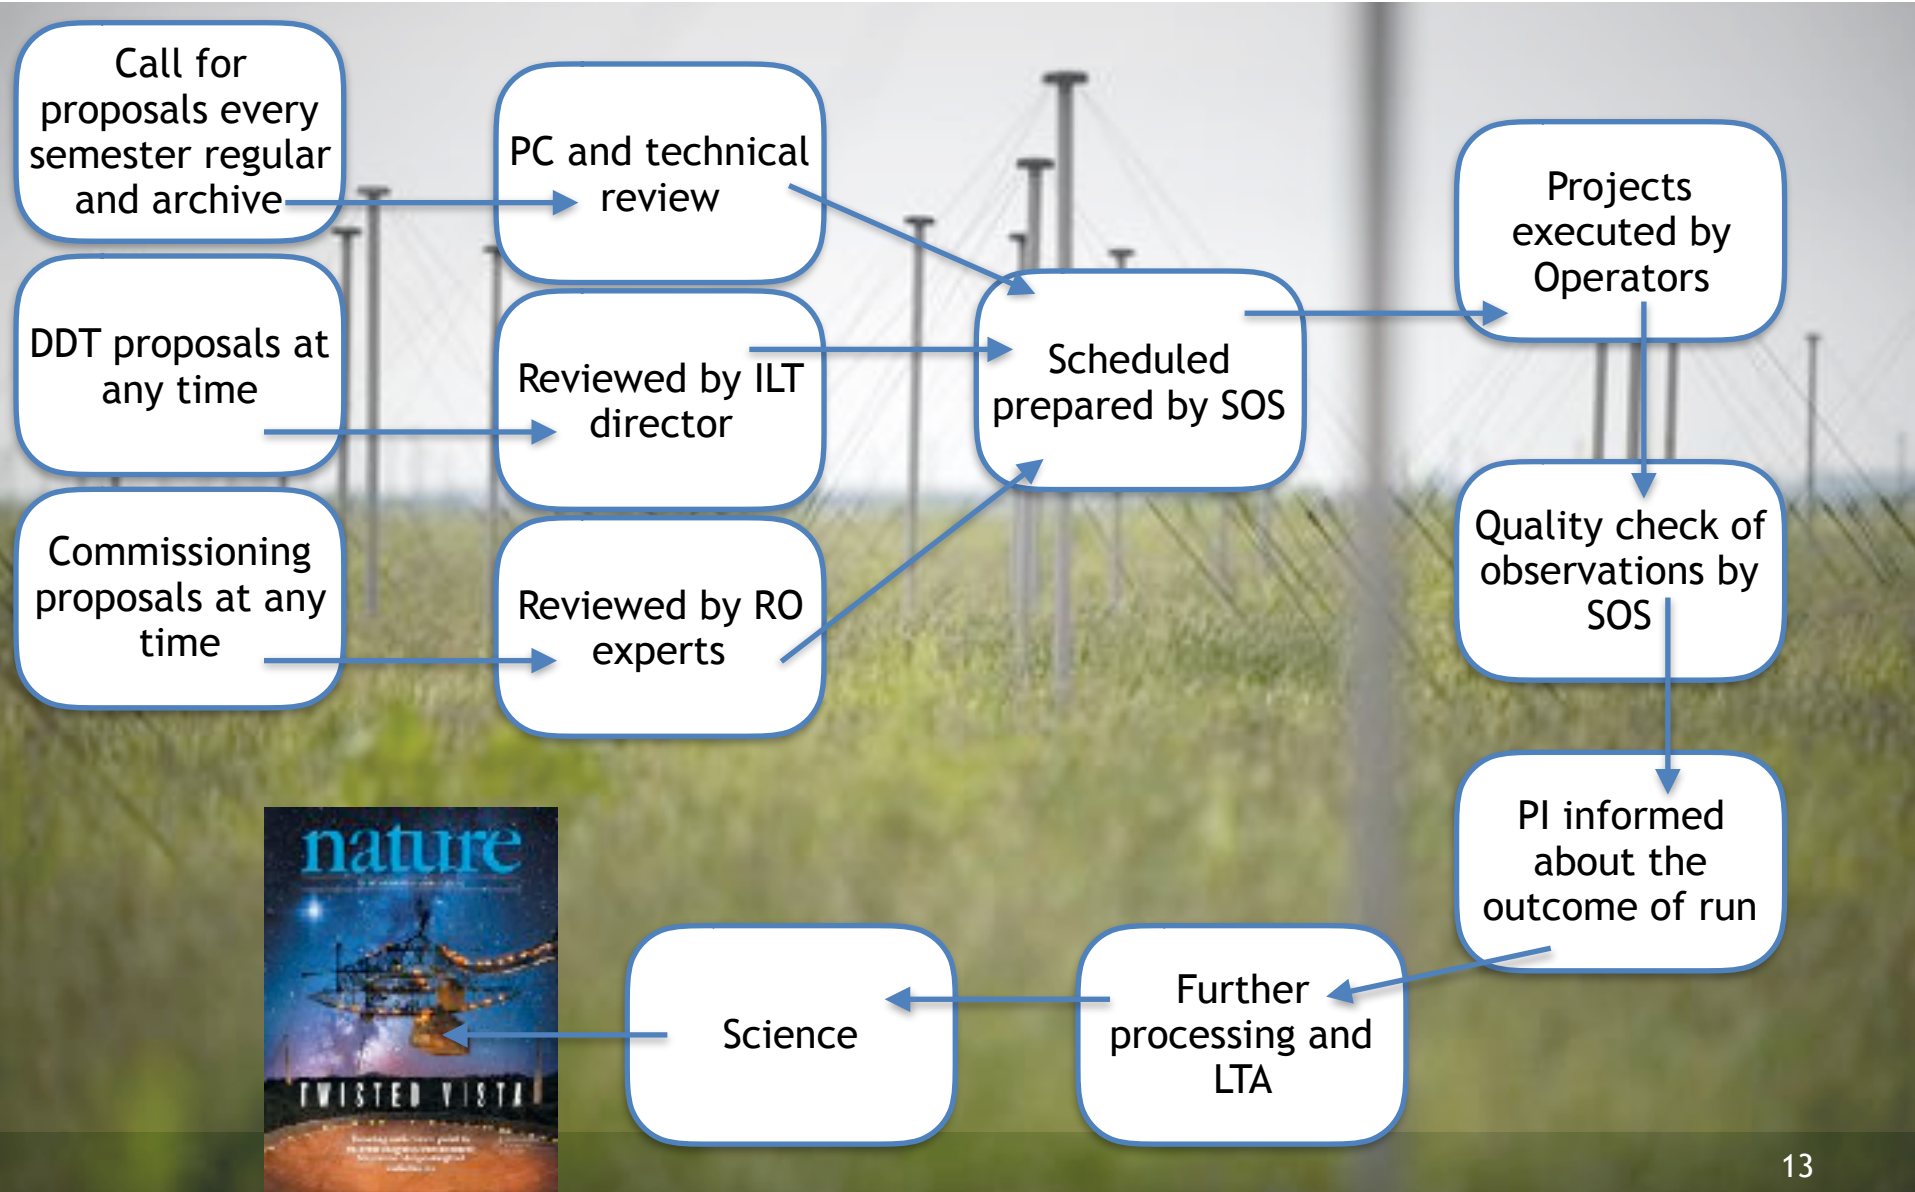 Call for
proposals every
semester regular
and archive
PC and technical
review
Projects
executed by
Operators
DDT proposals at
any time
Reviewed by ILT
director
Scheduled
prepared by SOS
Commissioning
proposals at any
time
Reviewed by RO
experts
Quality check of
observations by
SOS
PI informed
about the
outcome of run
Further
processing and
LTA
Science
nature
TWISTED VISTA
13